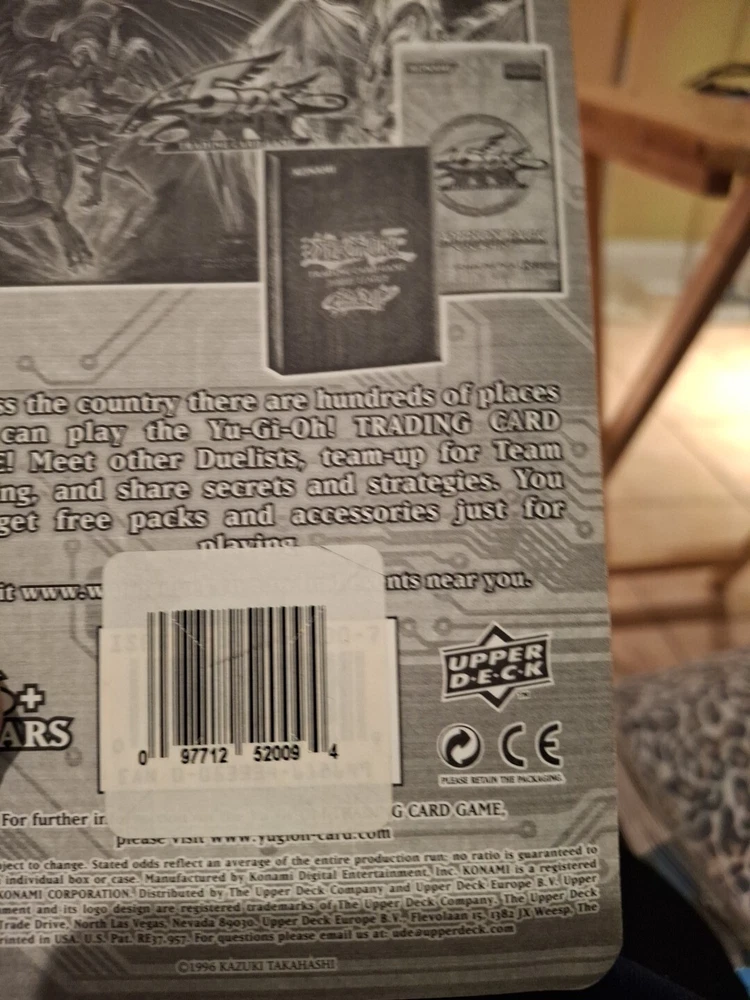 KONAMI
TRADING CARD GAME
KONAMI
ss the country there are hundreds of places
can play the Yu-Gi-Oh! TRADING CARD
E! Meet other Duelists, team-up for Team
ng, and share secrets and strategies. You
get free packs and accessories just for
playing.
it www.w
nts near you.
UPPER
D·E·C·K
+
ARS
0 97712 52009 4
CE
PLEASE RETAIN THE PACKAGING.
For further in
G CARD GAME,
please visit www.yugioh-card.com
ject to change. Stated odds reflect an average of the entire production run; no ratio is guaranteed to
individual box or case. Manufactured by Konami Digital Entertainment, Inc. KONAMI is a registered
KONAMI CORPORATION. Distributed by The Upper Deck Company and Upper Deck Europe B.V. Upper
ment and its logo design are registered trademarks of The Upper Deck Company. The Upper Deck
Trade Drive, North Las Vegas, Nevada 89030. Upper Deck Europe B.V. Flevolaan 15, 1382 JX Weesp, The
rinted in USA. U.S. Pat. RE37,957. For questions please email us at: ude@upperdeck.com
©1996 KAZUKI TAKAHASHI